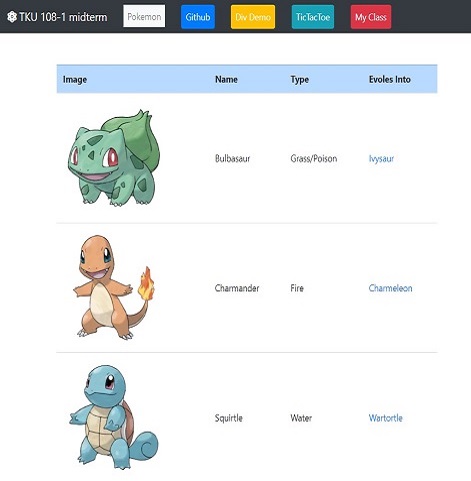 TKU 108-1 midterm Pokemon Github Div Demo TicTacToe My Class
Image Name Type Evoles Into
Bulbasaur Grass/Poison Ivysaur
Charmander Fire Charmeleon
Squirtle Water Wartortle